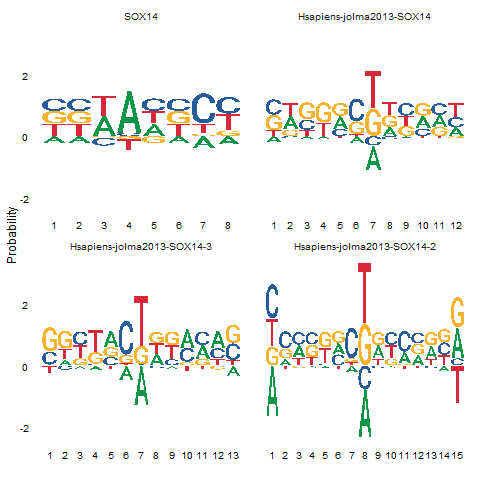 SOX14
Hsapiens-jolma2013-SOX14
2
0
-2
1 2 3 4 5 6 7 8
1 2 3 4 5 6 7 8 9 10 11 12
Probability
Hsapiens-jolma2013-SOX14-3
Hsapiens-jolma2013-SOX14-2
2
0
-2
1 2 3 4 5 6 7 8 9 10 11 12 13
1 2 3 4 5 6 7 8 9 10 11 12 13 14 15